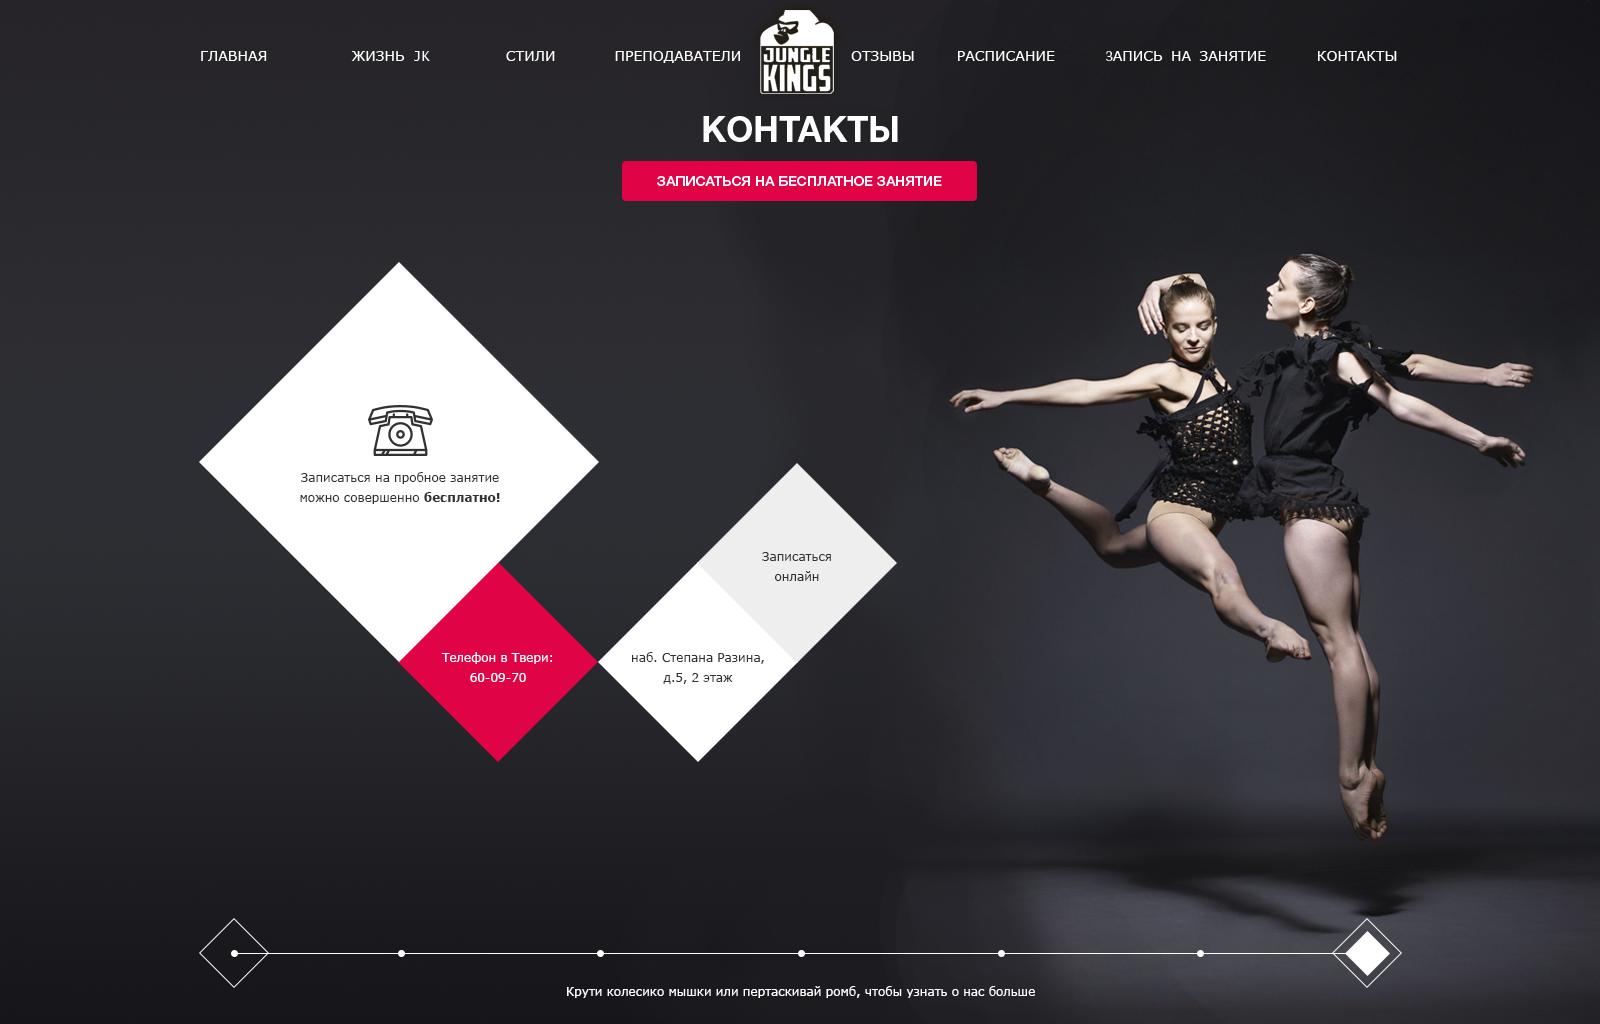 ГЛАВНАЯ ЖИЗНЬ JK СТИЛИ ПРЕПОДАВАТЕЛИ JUNGLE KINGS ОТЗЫВЫ РАСПИСАНИЕ ЗАПИСЬ НА ЗАНЯТИЕ КОНТАКТЫ
КОНТАКТЫ
ЗАПИСАТЬСЯ НА БЕСПЛАТНОЕ ЗАНЯТИЕ
Записаться на пробное занятие
можно совершенно бесплатно!
Записаться
онлайн
Телефон в Твери:
60-09-70
наб. Степана Разина,
д.5, 2 этаж
Крути колесико мышки или пертаскивай ромб, чтобы узнать о нас больше